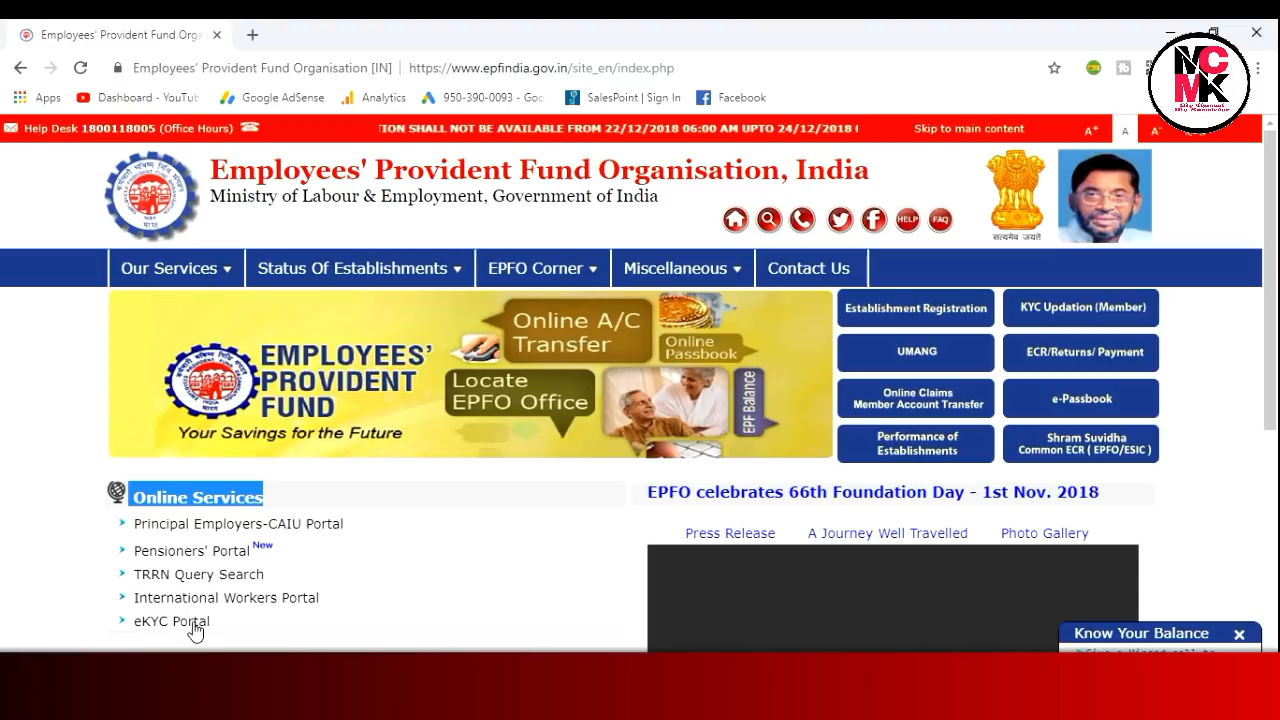 Employees' Provident Fund Orga
Employees' Provident Fund Organisation [IN] | https://www.epfindia.gov.in/site_en/index.php
Apps
Dashboard - YouTub
Google AdSense
Analytics
950-390-0093 - Goo
SalesPoint | Sign In
Facebook
MC
MK
My Channel
My Knowledge
Help Desk 1800118005 (Office Hours)
ION SHALL NOT BE AVAILABLE FROM 22/12/2018 06:00 AM UPTO 24/12/2018
Skip to main content
A+
A
A-
Employees' Provident Fund Organisation, India
Ministry of Labour & Employment, Government of India
HELP
FAQ
सत्यमेव जयते
Our Services
Status Of Establishments
EPFO Corner
Miscellaneous
Contact Us
EMPLOYEES'
PROVIDENT
FUND
Your Savings for the Future
Online A/C
Transfer
Online
Passbook
Locate
EPFO Office
EPF Balance
Establishment Registration
KYC Updation (Member)
UMANG
ECR/Returns/ Payment
Online Claims
Member Account Transfer
e-Passbook
Performance of
Establishments
Shram Suvidha
Common ECR ( EPFO/ESIC )
Online Services
Principal Employers-CAIU Portal
Pensioners' Portal New
TRRN Query Search
International Workers Portal
eKYC Portal
EPFO celebrates 66th Foundation Day - 1st Nov. 2018
Press Release
A Journey Well Travelled
Photo Gallery
Know Your Balance